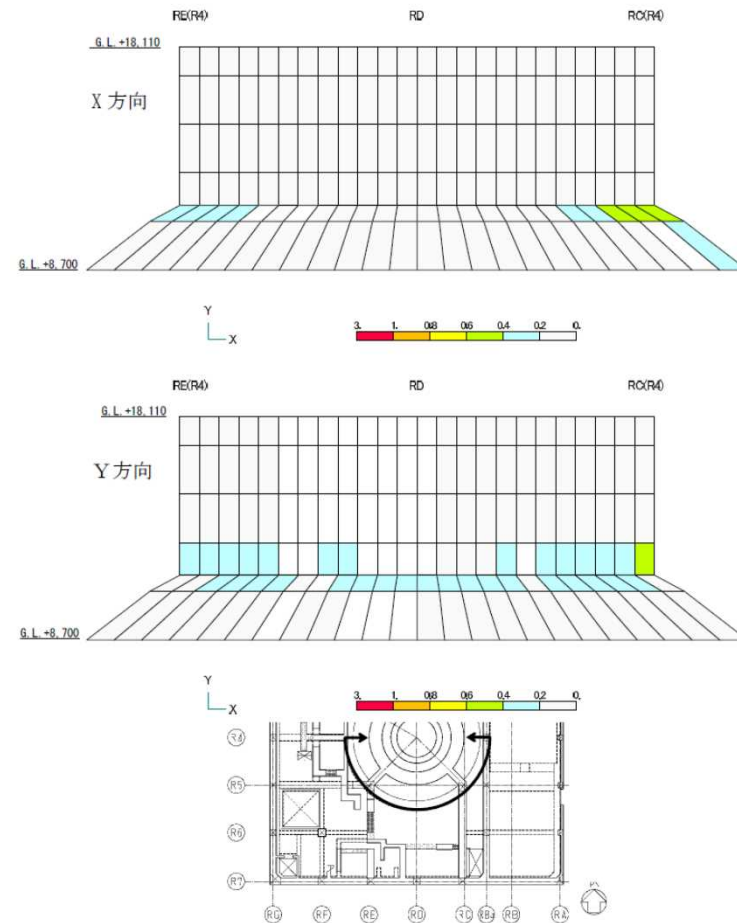 RE(R4) RD RC(R4)
G.L.+18,110
X 方向
G.L.+8,700
Y
X
3. 1. 0.8 0.6 0.4 0.2 0.
RE(R4) RD RC(R4)
G.L.+18,110
Y方向
G.L.+8,700
Y
X
3. 1. 0.8 0.6 0.4 0.2 0.
R4
R5
R6
R7
RG RF RE RD RC RBa RB RA